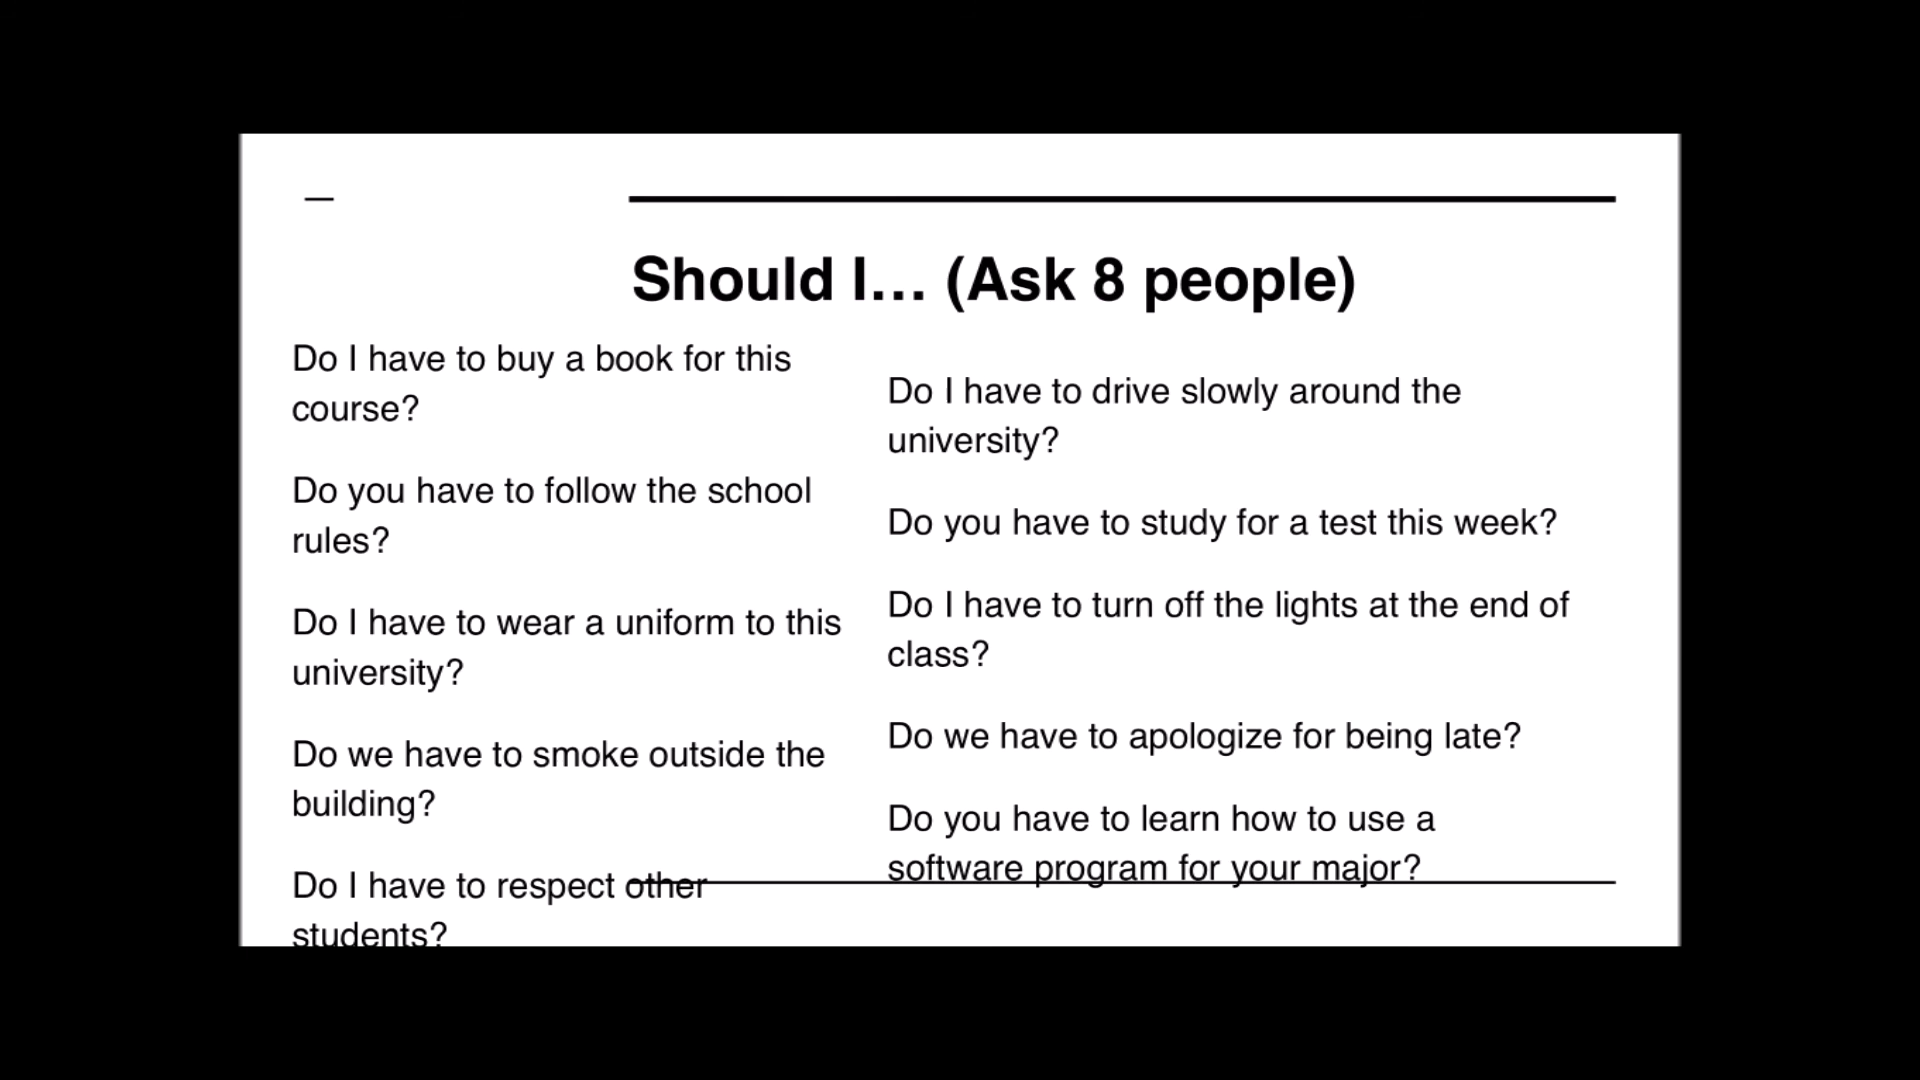 Should I... (Ask 8 people)
Do I have to buy a book for this
course?
Do you have to follow the school
rules?
Do I have to wear a uniform to this
university?
Do we have to smoke outside the
building?
Do I have to respect other
students?
Do I have to drive slowly around the
university?
Do you have to study for a test this week?
Do I have to turn off the lights at the end of
class?
Do we have to apologize for being late?
Do you have to learn how to use a
software program for your major?